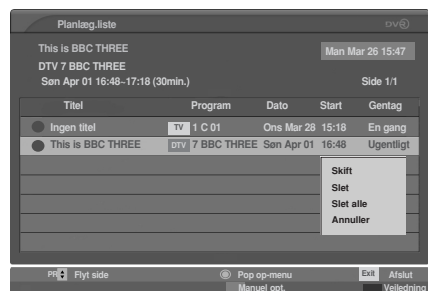 Planlæg.liste
This is BBC THREE
Man Mar 26 15:47
DTV 7 BBC THREE
Søn Apr 01 16:48~17:18 (30min.)
Side 1/1
Titel Program Dato Start Gentag
Ingen titel TV 1 C 01 Ons Mar 28 15:18 En gang
This is BBC THREE DTV 7 BBC THREE Søn Apr 01 16:48 Ugentligt
Skift
Slet
Slet alle
Annuller
PR Flyt side Pop op-menu Exit Afslut
Manuel opt. Vejledning